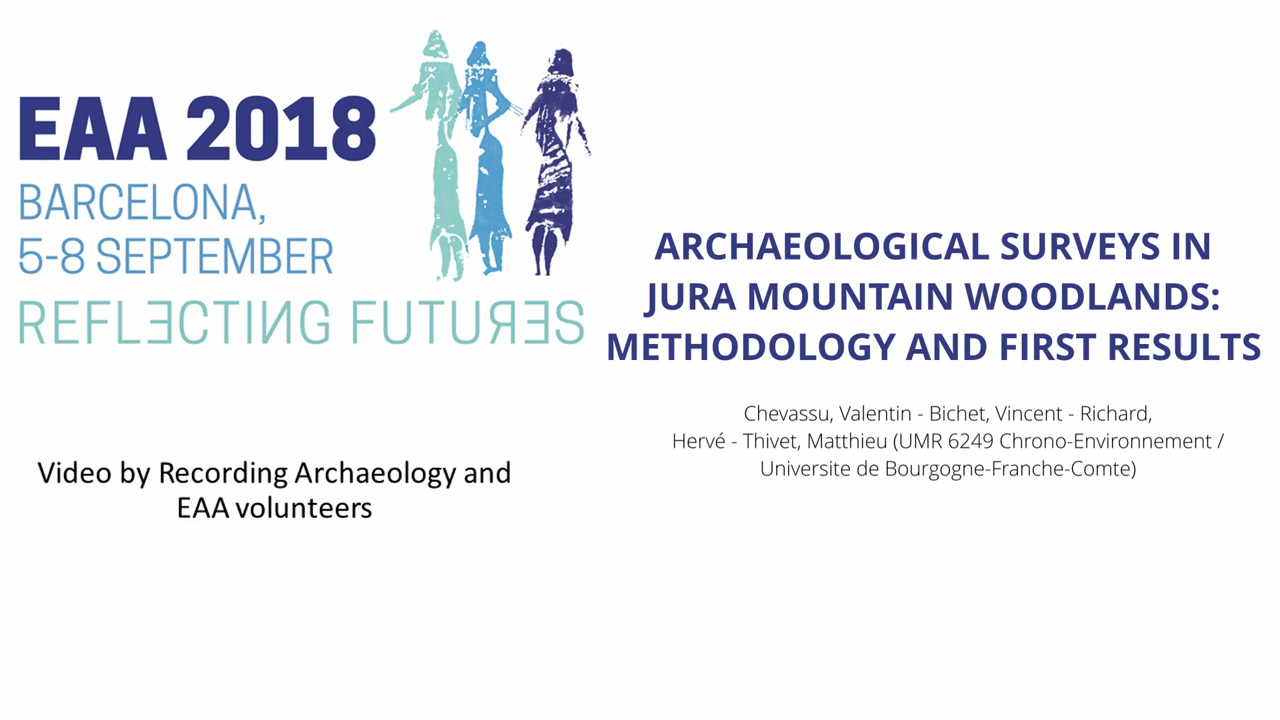 EAA 2018
BARCELONA,
5-8 SEPTEMBER
REFLECTING FUTURES
Video by Recording Archaeology and
EAA volunteers
ARCHAEOLOGICAL SURVEYS IN
JURA MOUNTAIN WOODLANDS:
METHODOLOGY AND FIRST RESULTS
Chevassu, Valentin - Bichet, Vincent - Richard,
Hervé - Thivet, Matthieu (UMR 6249 Chrono-Environnement /
Universite de Bourgogne-Franche-Comte)